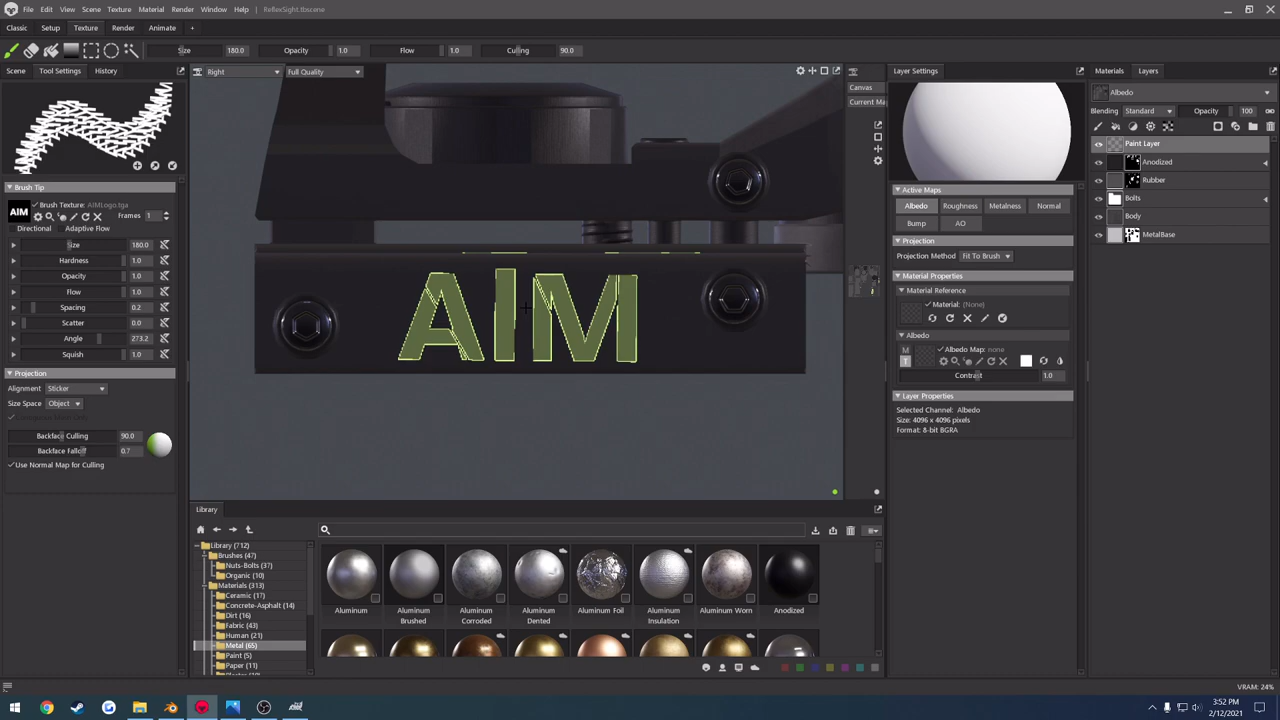 File Edit View Scene Texture Material Render Windows Help ReflexSight.tbscene
Classic Setup Texture Render Animate +
Size 180.0 Opacity 1.0 Flow 1.0 Culling 90.0
Scene Tool Settings History
Right Full Quality
Canvas
Current Ma
Brush Tip
AIM Brush Texture: AIMLogo.tga
Frames 1
Directional Adaptive Flow
Size 180.0
Hardness 1.0
Opacity 1.0
Flow 1.0
Spacing 0.2
Scatter 0.0
Angle 273.2
Squish 1.0
Projection
Alignment Sticker
Size Space Object
Backface Culling 90.0
Backface Falloff 0.7
Use Normal Map for Culling
AIM
Layer Settings
Active Maps
Albedo Roughness Metalness Normal
Bump AO
Projection
Projection Method Fit To Brush
Material Properties
Material Reference
Material: (None)
Albedo
M
T
Albedo Map: none
Contrast 1.0
Layer Properties
Selected Channel: Albedo
Size: 4096 x 4096 pixels
Format: 8-bit BGRA
Materials Layers
Albedo
Blending Standard Opacity 100
Paint Layer
Anodized
Rubber
Bolts
Body
MetalBase
Library
Library (712)
Brushes (47)
Nuts-Bolts (37)
Organic (10)
Materials (313)
Ceramic (17)
Concrete-Asphalt (14)
Dirt (16)
Fabric (43)
Human (21)
Metal (65)
Paint (5)
Paper (11)
Aluminum
Aluminum Brushed
Aluminum Corroded
Aluminum Dented
Aluminum Foil
Aluminum Insulation
Aluminum Worn
Anodized
VRAM: 24%
3:52 PM
2/12/2021